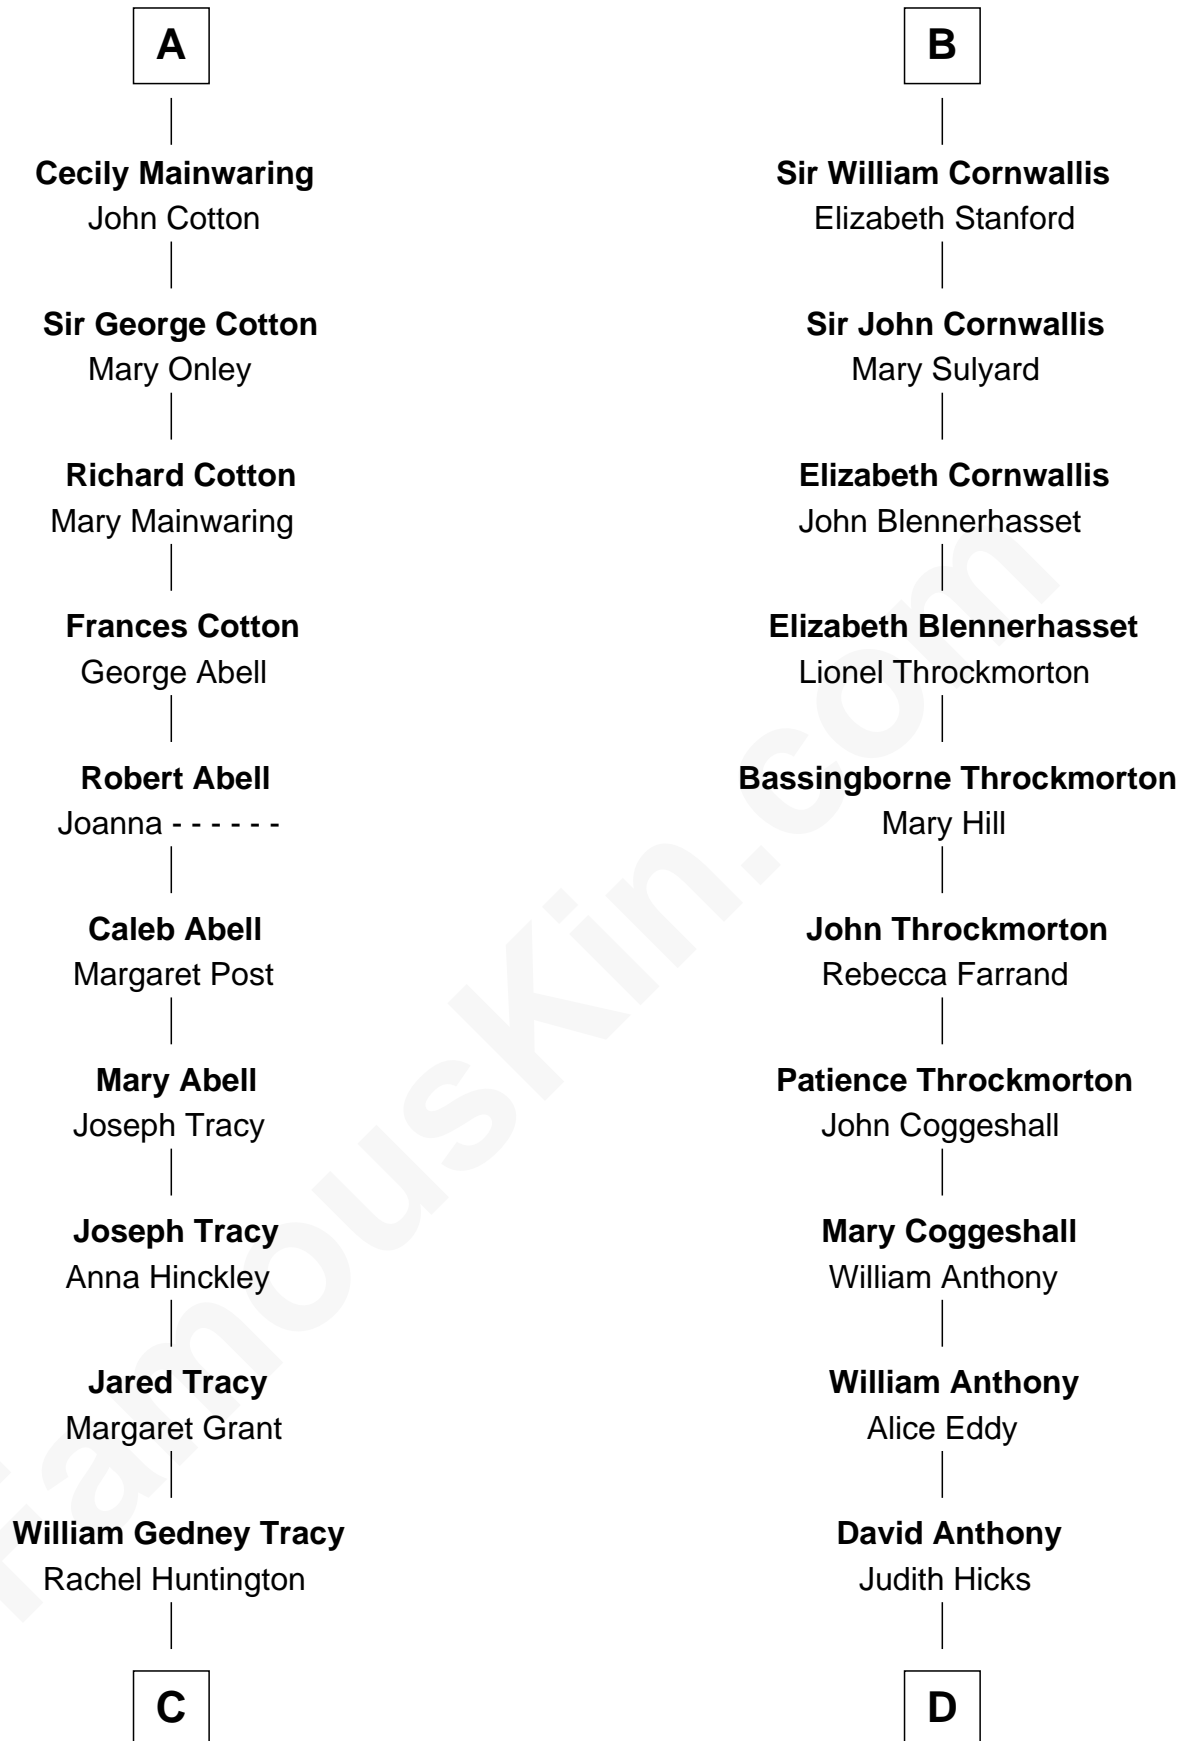 A
Cecily Mainwaring
John Cotton
Sir George Cotton
Mary Onley
Richard Cotton
Mary Mainwaring
Frances Cotton
George Abell
Robert Abell
Joanna - - - - - -
Caleb Abell
Margaret Post
Mary Abell
Joseph Tracy
Joseph Tracy
Anna Hinckley
Jared Tracy
Margaret Grant
William Gedney Tracy
Rachel Huntington
C
B
Sir William Cornwallis
Elizabeth Stanford
Sir John Cornwallis
Mary Sulyard
Elizabeth Cornwallis
John Blennerhasset
Elizabeth Blennerhasset
Lionel Throckmorton
Bassingborne Throckmorton
Mary Hill
John Throckmorton
Rebecca Farrand
Patience Throckmorton
John Coggeshall
Mary Coggeshall
William Anthony
William Anthony
Alice Eddy
David Anthony
Judith Hicks
D
FamousKin.com